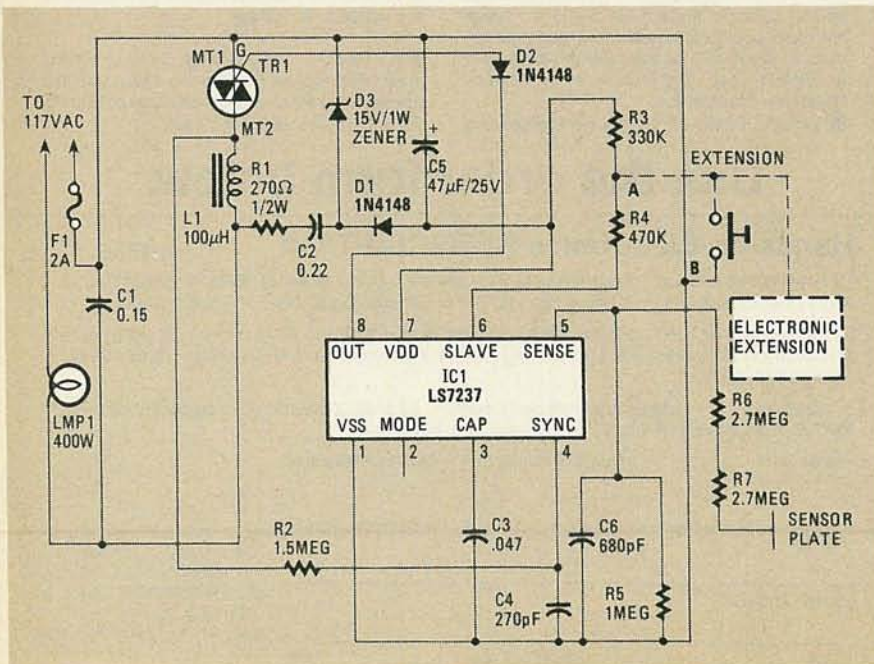 MT1
G
TR1
MT2
TO
117VAC
F1
2A
C1
0.15
LMP1
400W
L1
100µH
R1
270Ω
1/2W
C2
0.22
D3
15V/1W
ZENER
D1
1N4148
+
C5
47µF/25V
D2
1N4148
R3
330K
A
R4
470K
EXTENSION
B
ELECTRONIC
EXTENSION
8 7 6 5
OUT VDD SLAVE SENSE
IC1
LS7237
VSS MODE CAP SYNC
1 2 3 4
R6
2.7MEG
R7
2.7MEG
SENSOR
PLATE
R2
1.5MEG
C3
.047
C4
270pF
C6
680pF
R5
1MEG